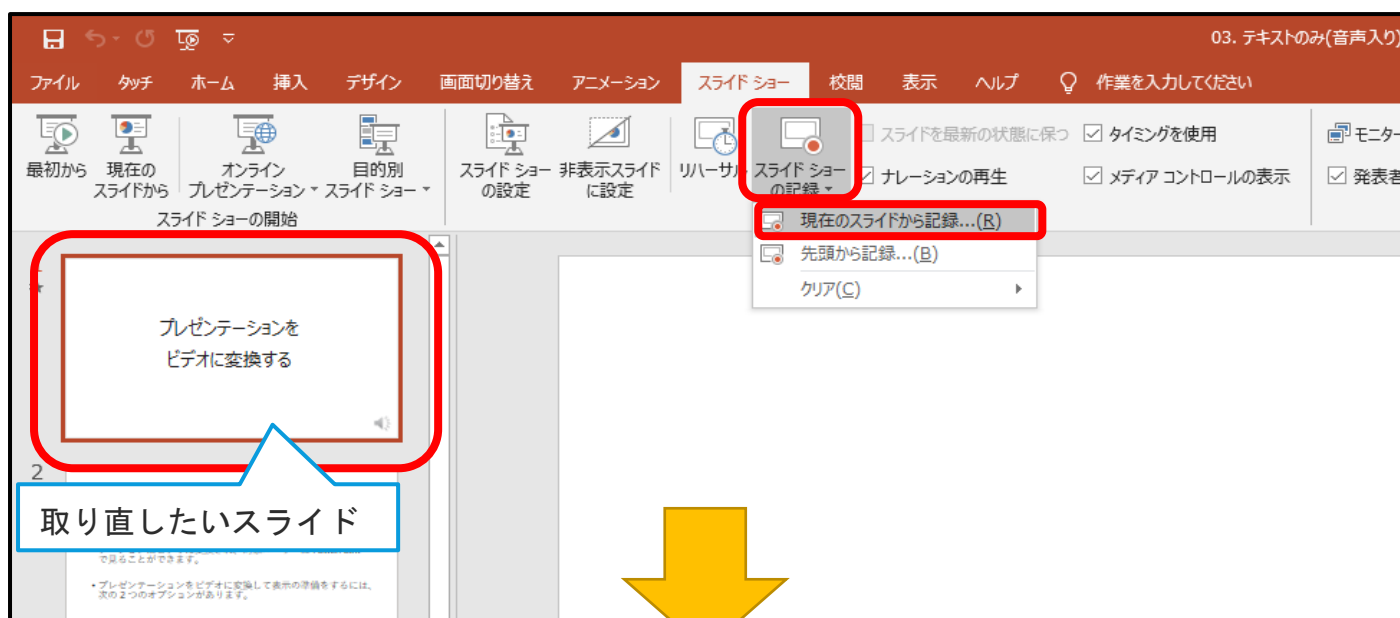 03. テキストのみ(音声入り)
ファイル タッチ ホーム 挿入 デザイン 画面切り替え アニメーション スライド ショー 校閲 表示 ヘルプ 作業を入力してください
最初から
現在の
スライドから
オンライン
プレゼンテーション
目的別
スライド ショー
スライド ショーの開始
スライド ショー
の設定
非表示スライド
に設定
リハーサル
スライド ショー
の記録
スライドを最新の状態に保つ
ナレーションの再生
タイミングを使用
メディア コントロールの表示
モニター
発表者
現在のスライドから記録...(R)
先頭から記録...(B)
クリア(C)
プレゼンテーションを
ビデオに変換する
2
取り直したいスライド
で見ることができます。
・プレゼンテーションをビデオに変換して表示の準備をするには、
次の2つのオプションがあります。